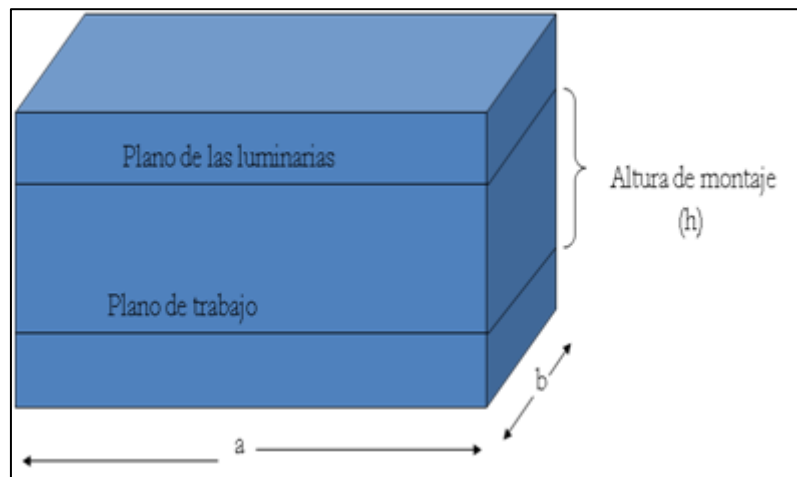 Plano de las luminarias
Altura de montaje
(h)
Plano de trabajo
b
a